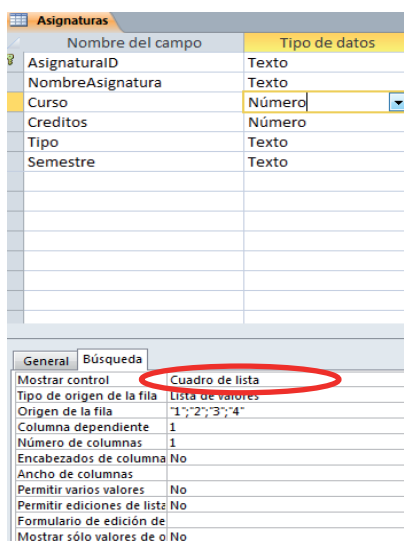 Asignaturas
Nombre del campo Tipo de datos
AsignaturaID Texto
NombreAsignatura Texto
Curso Número
Creditos Número
Tipo Texto
Semestre Texto
General Búsqueda
Mostrar control Cuadro de lista
Tipo de origen de la fila Lista de valores
Origen de la fila "1";"2";"3";"4"
Columna dependiente 1
Número de columnas 1
Encabezados de columna No
Ancho de columnas
Permitir varios valores No
Permitir ediciones de lista No
Formulario de edición de
Mostrar sólo valores de o No